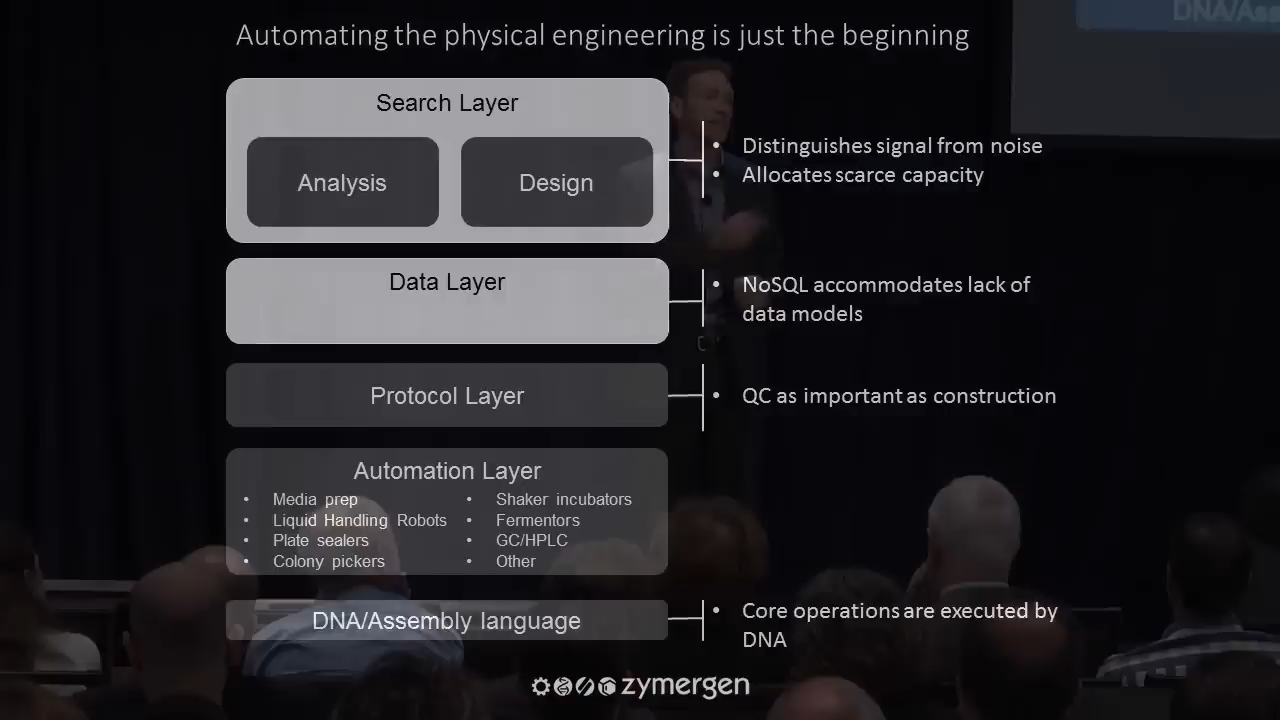 Automating the physical engineering is just the beginning
DNA/Ass
Search Layer
Analysis
Design
• Distinguishes signal from noise
• Allocates scarce capacity
Data Layer
• NoSQL accommodates lack of
data models
Protocol Layer
• QC as important as construction
Automation Layer
• Media prep
• Liquid Handling Robots
• Plate sealers
• Colony pickers
• Shaker incubators
• Fermentors
• GC/HPLC
• Other
DNA/Assembly language
• Core operations are executed by
DNA
zymergen